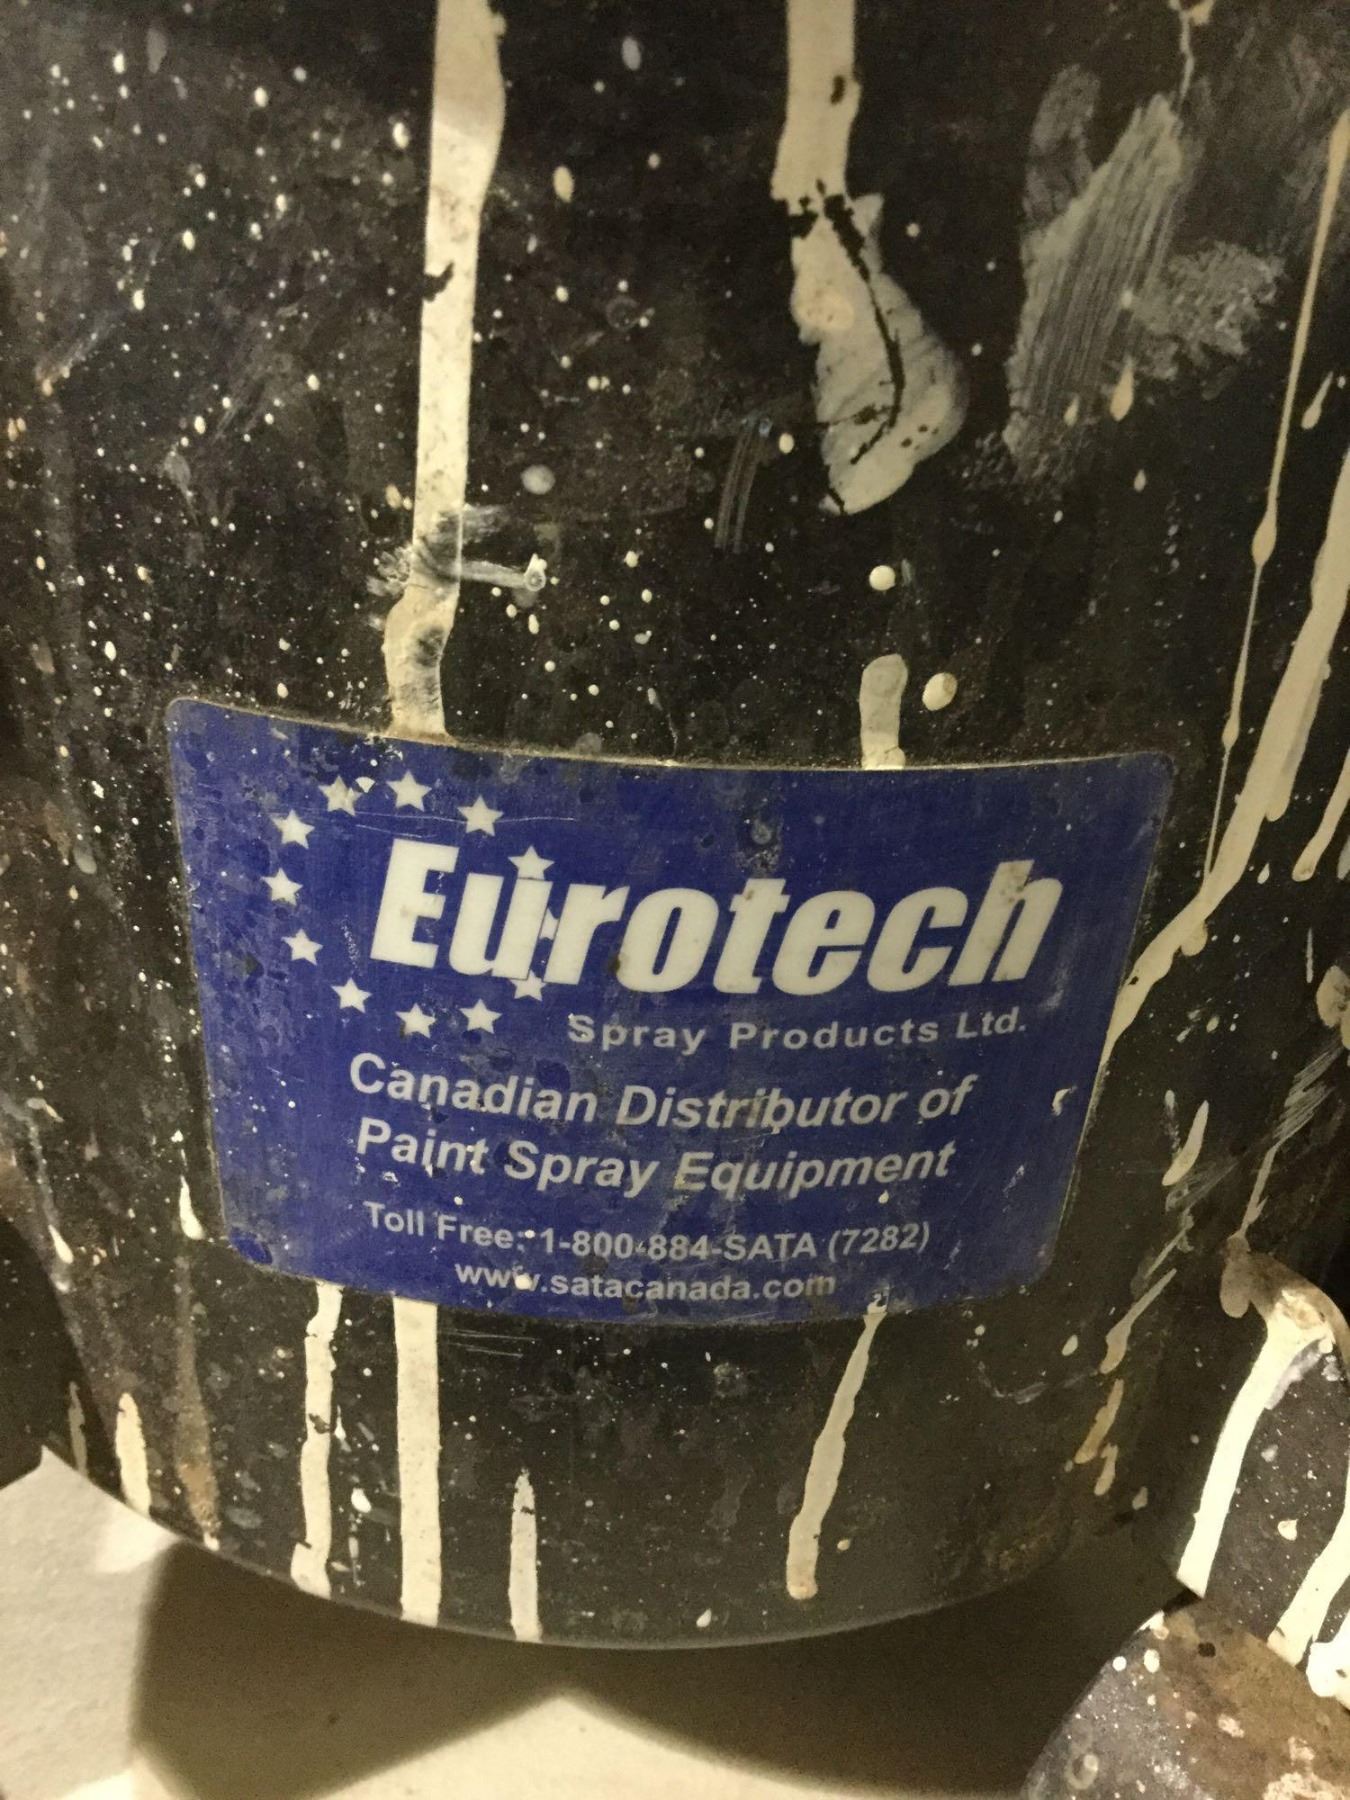 Eurotech
Spray Products Ltd.
Canadian Distributor of
Paint Spray Equipment
Toll Free: 1-800-884-SATA (7282)
www.satacanada.com